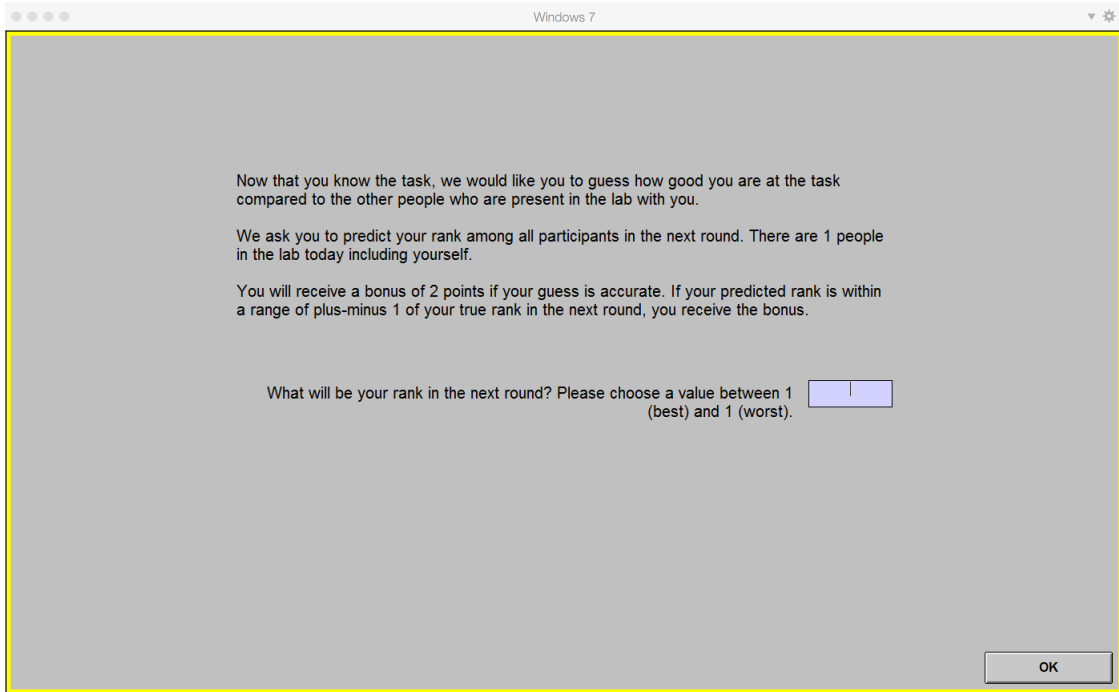 Windows 7
Now that you know the task, we would like you to guess how good you are at the task
compared to the other people who are present in the lab with you.
We ask you to predict your rank among all participants in the next round. There are 1 people
in the lab today including yourself.
You will receive a bonus of 2 points if your guess is accurate. If your predicted rank is within
a range of plus-minus 1 of your true rank in the next round, you receive the bonus.
What will be your rank in the next round? Please choose a value between 1
(best) and 1 (worst).
OK